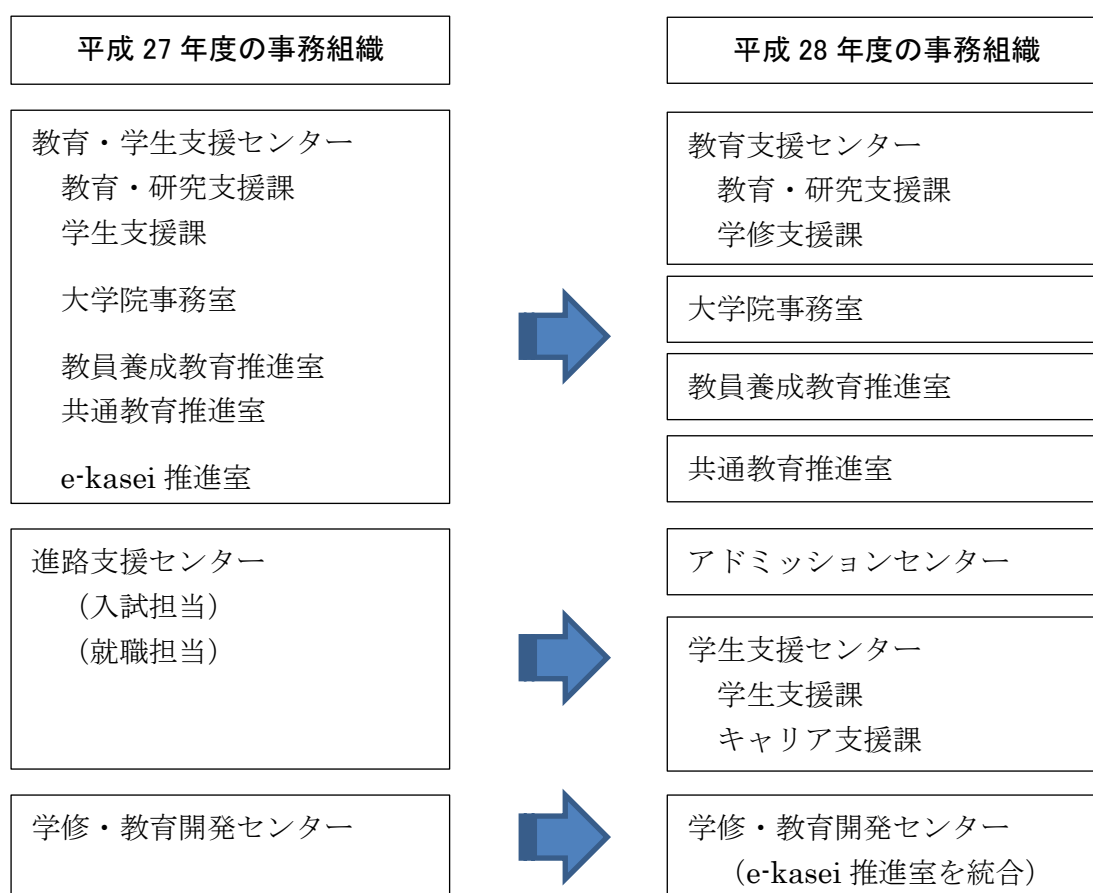 平成 27 年度の事務組織
教育・学生支援センター
教育・研究支援課
学生支援課
大学院事務室
教員養成教育推進室
共通教育推進室
e-kasei 推進室
進路支援センター
（入試担当）
（就職担当）
学修・教育開発センター
平成 28 年度の事務組織
教育支援センター
教育・研究支援課
学修支援課
大学院事務室
教員養成教育推進室
共通教育推進室
アドミッションセンター
学生支援センター
学生支援課
キャリア支援課
学修・教育開発センター
（e-kasei 推進室を統合）